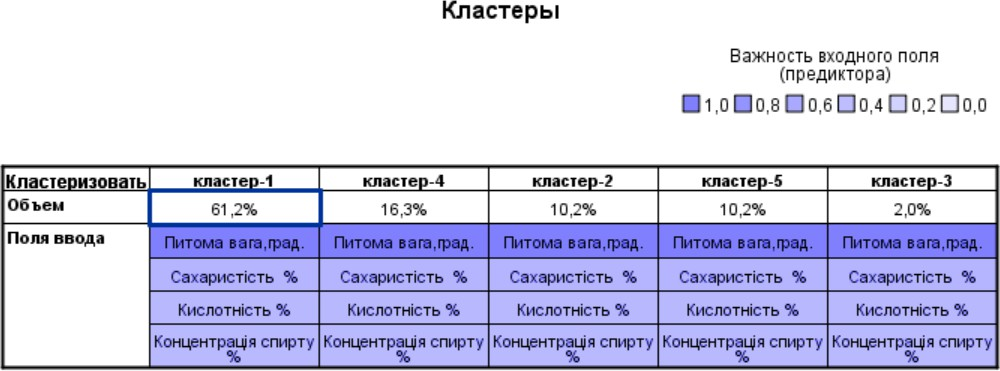 Кластеры
Важность входного поля
(предиктора)
1,0 0,8 0,6 0,4 0,2 0,0
Кластеризовать кластер-1 кластер-4 кластер-2 кластер-5 кластер-3
Объем 61,2% 16,3% 10,2% 10,2% 2,0%
Поля ввода Питома вага,град. Питома вага,град. Питома вага,град. Питома вага,град. Питома вага,град.
Сахаристість % Сахаристість % Сахаристість % Сахаристість % Сахаристість %
Кислотність % Кислотність % Кислотність % Кислотність % Кислотність %
Концентрація спирту Концентрація спирту Концентрація спирту Концентрація спирту Концентрація спирту
% % % % %